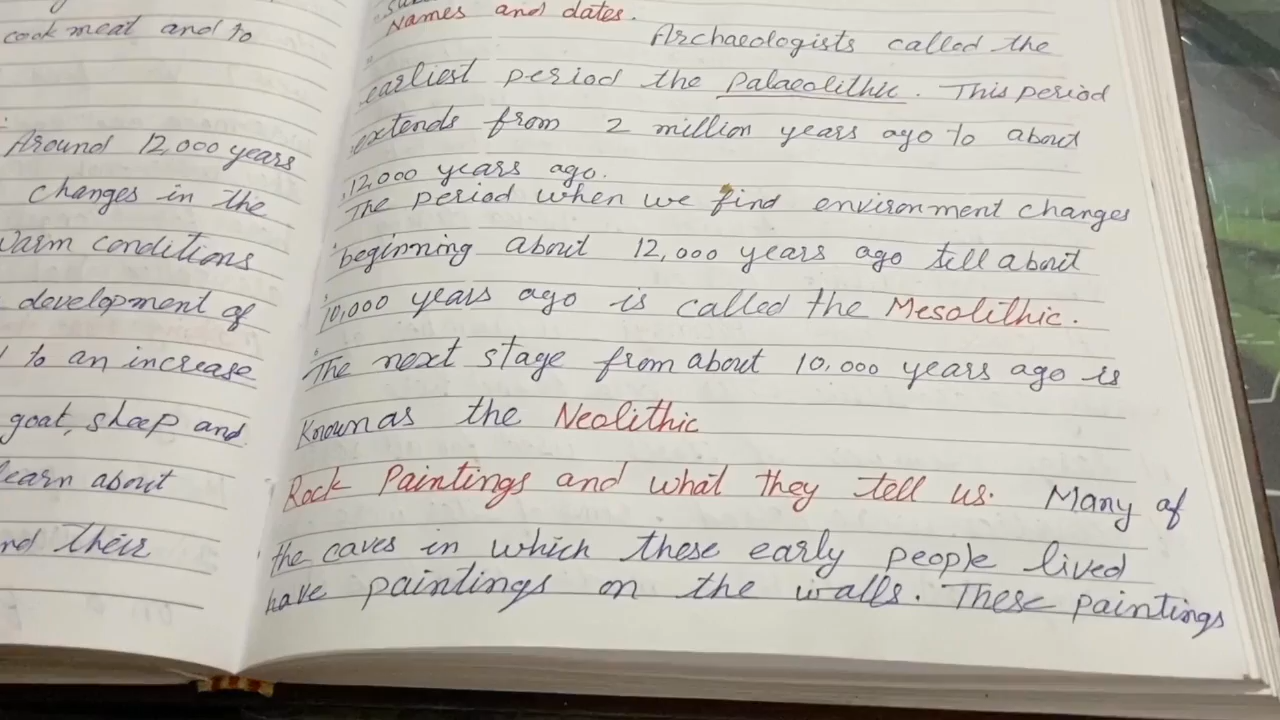 cook meat and to
Around 12,000 years
changes in the
warm conditions
development of
to an increase
goat, sheep and
learn about
nd their
Names and dates.
Archaeologists called the
earliest period the palaeolithic. This period
extends from 2 million years ago to about
12,000 years ago.
The period when we find environment changes
beginning about 12,000 years ago till about
10,000 years ago is called the Mesolithic.
The next stage from about 10,000 years ago is
Known as the Neolithic
Rock Paintings and what they tell us. Many of
the caves in which these early people lived
have paintings on the walls. These paintings